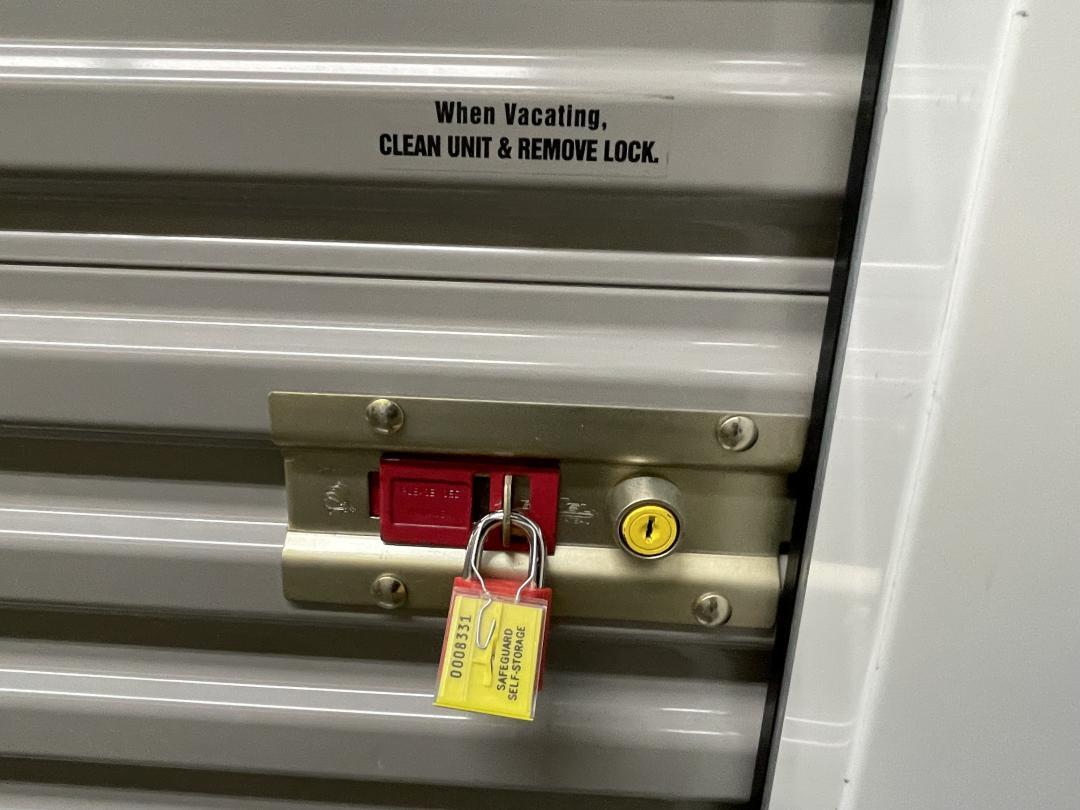 When Vacating,
CLEAN UNIT & REMOVE LOCK.
0008331
SAFEGUARD
SELF-STORAGE